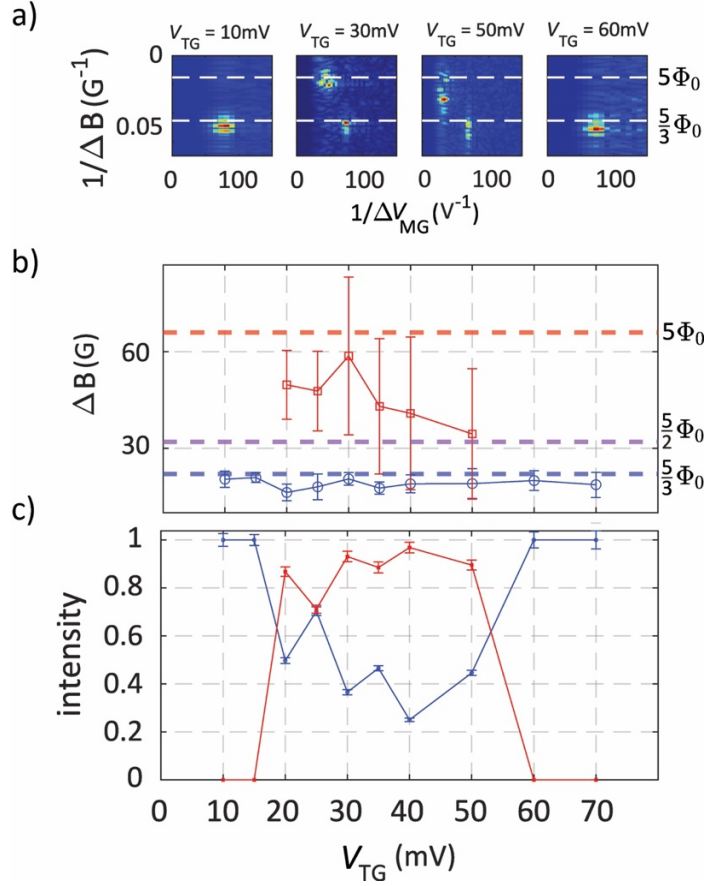 a)
V_TG = 10mV V_TG = 30mV V_TG = 50mV V_TG = 60mV
0
5Φ₀
1/ΔB(G⁻¹)
0.05
5/3 Φ₀
0 100 0 100 0 100 0 100
1/ΔV_MG(V⁻¹)
b)
5Φ₀
ΔB(G)
60
5/2 Φ₀
30
5/3 Φ₀
c)
1
0.8
intensity
0.6
0.4
0.2
0
0 10 20 30 40 50 60 70
V_TG (mV)